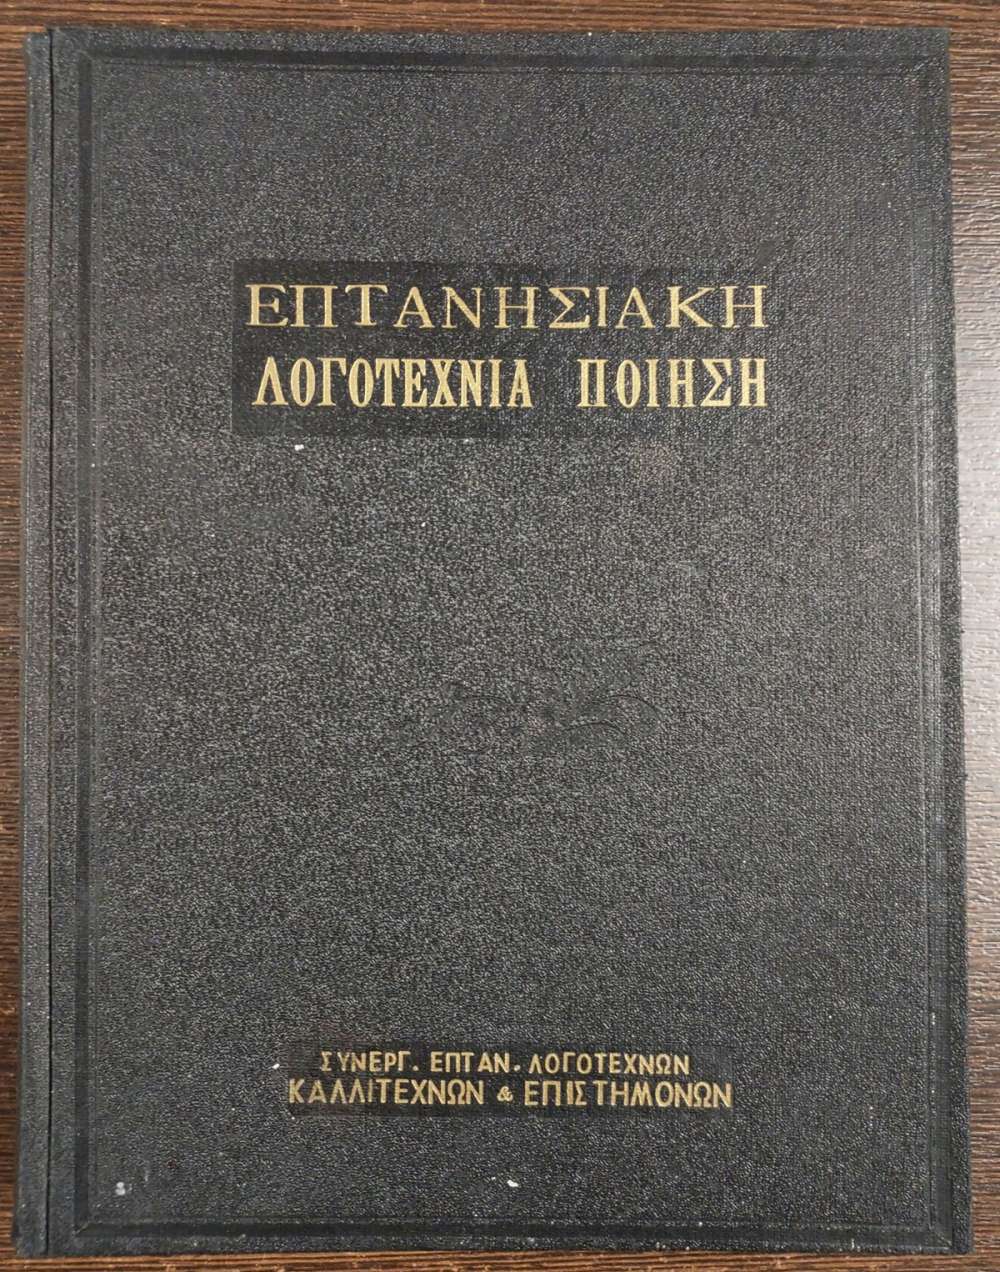 ΕΠΤΑΝΗΣΙΑΚΗ
ΛΟΓΟΤΕΧΝΙΑ ΠΟΙΗΣΗ
ΣΥΝΕΡΓ. ΕΠΤΑΝ. ΛΟΓΟΤΕΧΝΩΝ
ΚΑΛΛΙΤΕΧΝΩΝ & ΕΠΙΣΤΗΜΟΝΩΝ